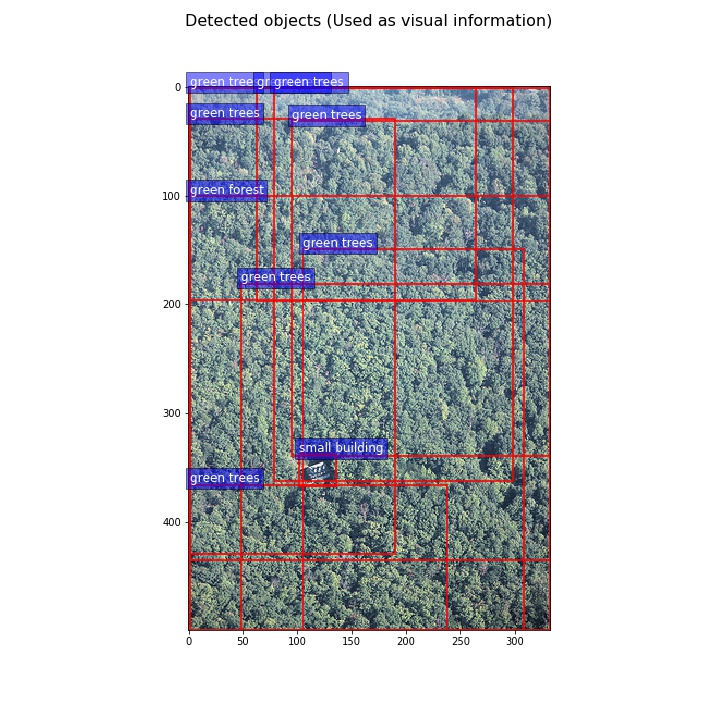 Detected objects (Used as visual information)
green trees
gr
green trees
green trees
green trees
green forest
green trees
green trees
small building
green trees
0
100
200
300
400
0 50 100 150 200 250 300